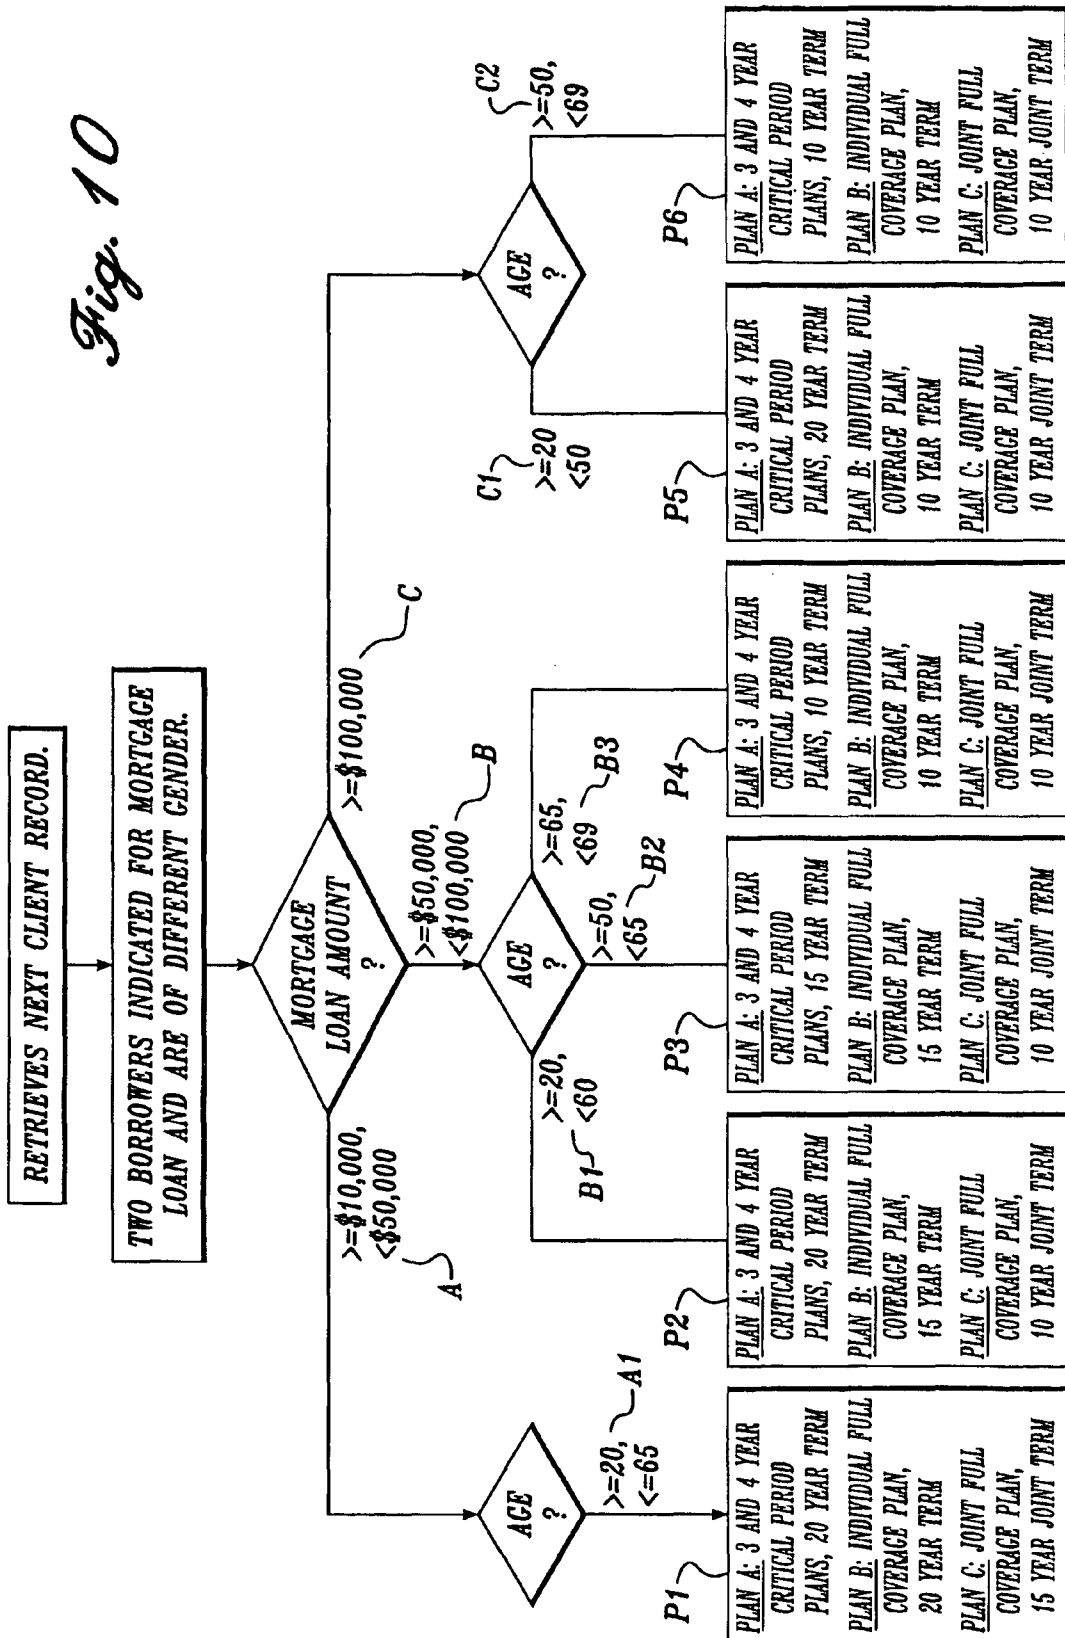 Fig. 10
RETRIEVES NEXT CLIENT RECORD.
TWO BORROWERS INDICATED FOR MORTGAGE
LOAN AND ARE OF DIFFERENT GENDER.
MORTGAGE
LOAN AMOUNT
?
>=$10,000,
<$50,000
A
>=$50,000,
<$100,000
B
>=$100,000
C
AGE
?
>=20,
<=65
A1
AGE
?
>=20,
<60
B1
>=50,
<65
B2
>=65,
<69
B3
AGE
?
C1
>=20
<50
C2
>=50,
<69
P1
PLAN A: 3 AND 4 YEAR
CRITICAL PERIOD
PLANS, 20 YEAR TERM
PLAN B: INDIVIDUAL FULL
COVERAGE PLAN,
20 YEAR TERM
PLAN C: JOINT FULL
COVERAGE PLAN,
15 YEAR JOINT TERM
P2
PLAN A: 3 AND 4 YEAR
CRITICAL PERIOD
PLANS, 20 YEAR TERM
PLAN B: INDIVIDUAL FULL
COVERAGE PLAN,
15 YEAR TERM
PLAN C: JOINT FULL
COVERAGE PLAN,
10 YEAR JOINT TERM
P3
PLAN A: 3 AND 4 YEAR
CRITICAL PERIOD
PLANS, 15 YEAR TERM
PLAN B: INDIVIDUAL FULL
COVERAGE PLAN,
15 YEAR TERM
PLAN C: JOINT FULL
COVERAGE PLAN,
10 YEAR JOINT TERM
P4
PLAN A: 3 AND 4 YEAR
CRITICAL PERIOD
PLANS, 10 YEAR TERM
PLAN B: INDIVIDUAL FULL
COVERAGE PLAN,
10 YEAR TERM
PLAN C: JOINT FULL
COVERAGE PLAN,
10 YEAR JOINT TERM
P5
PLAN A: 3 AND 4 YEAR
CRITICAL PERIOD
PLANS, 20 YEAR TERM
PLAN B: INDIVIDUAL FULL
COVERAGE PLAN,
10 YEAR TERM
PLAN C: JOINT FULL
COVERAGE PLAN,
10 YEAR JOINT TERM
P6
PLAN A: 3 AND 4 YEAR
CRITICAL PERIOD
PLANS, 10 YEAR TERM
PLAN B: INDIVIDUAL FULL
COVERAGE PLAN,
10 YEAR TERM
PLAN C: JOINT FULL
COVERAGE PLAN,
10 YEAR JOINT TERM